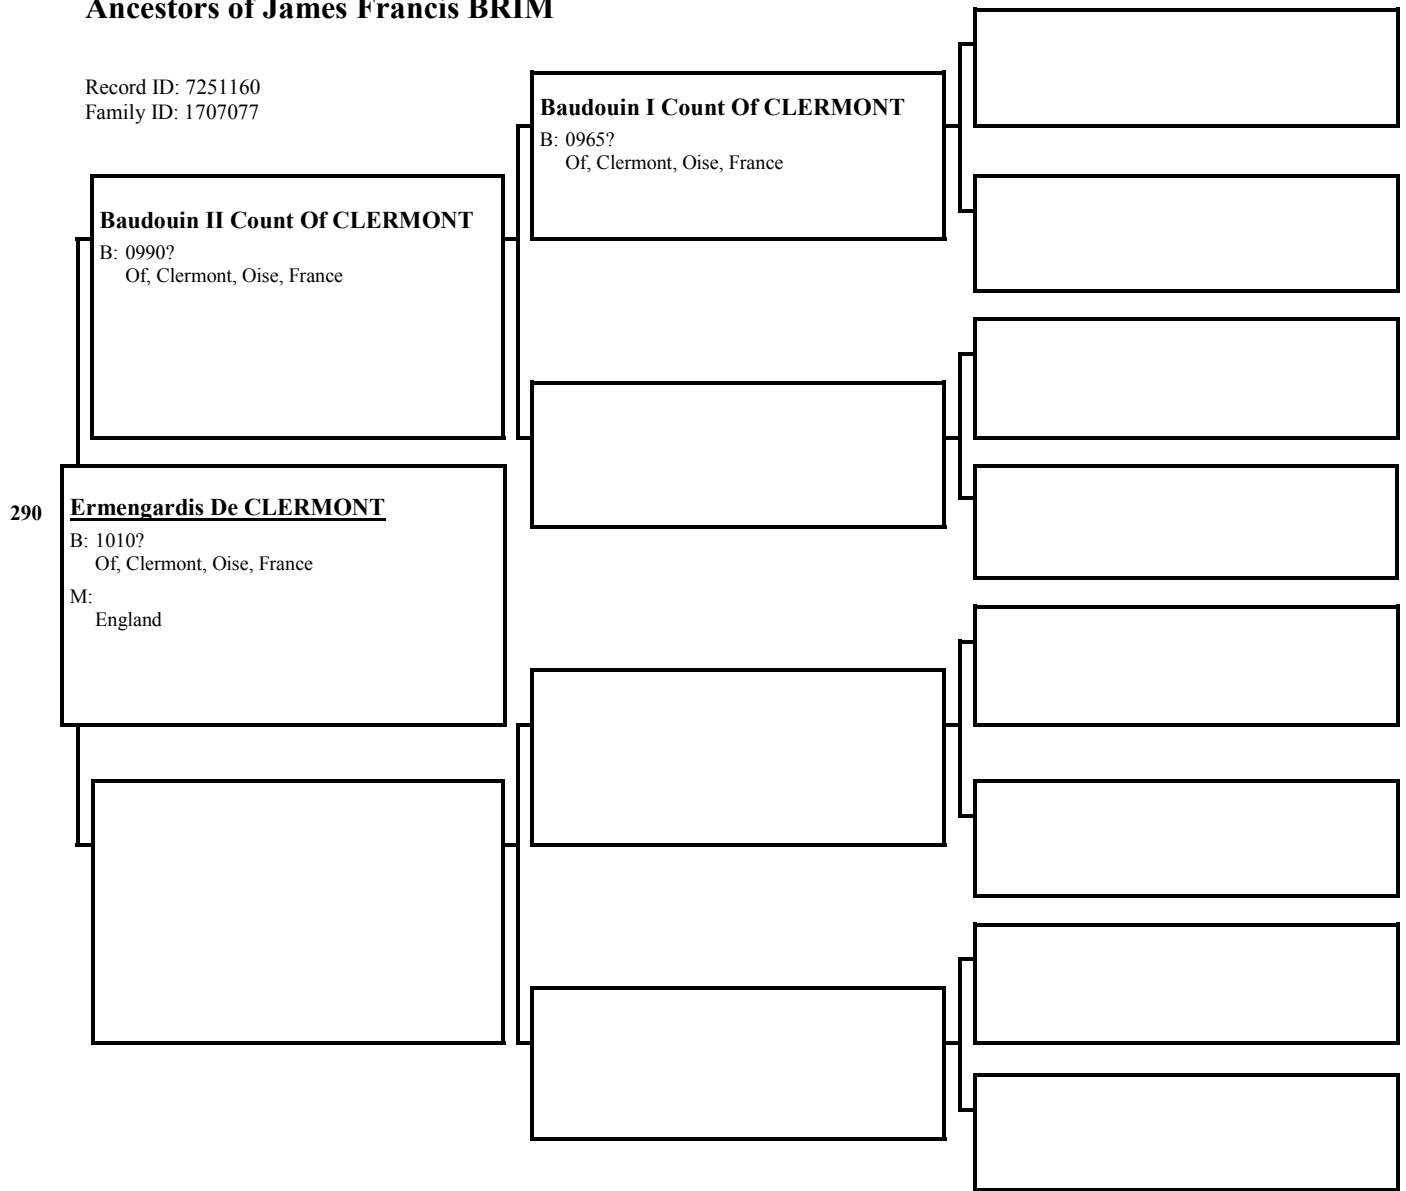 Ancestors of James Francis BRIM
Record ID: 7251160
Family ID: 1707077
Baudouin I Count Of CLERMONT
B: 0965?
Of, Clermont, Oise, France
Baudouin II Count Of CLERMONT
B: 0990?
Of, Clermont, Oise, France
290
Ermengardis De CLERMONT
B: 1010?
Of, Clermont, Oise, France
M:
England